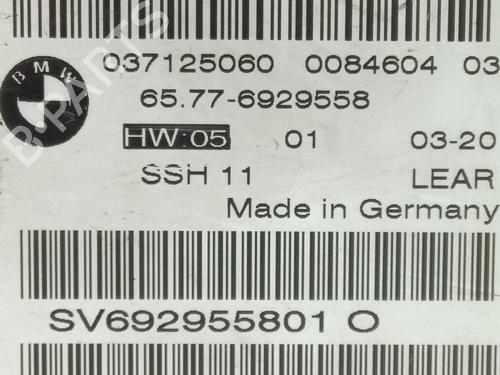 BMW
037125060 0084604 03
65.77-6929558
HW:05 01 03-20
SSH 11 LEAR
Made in Germany
SV692955801 O